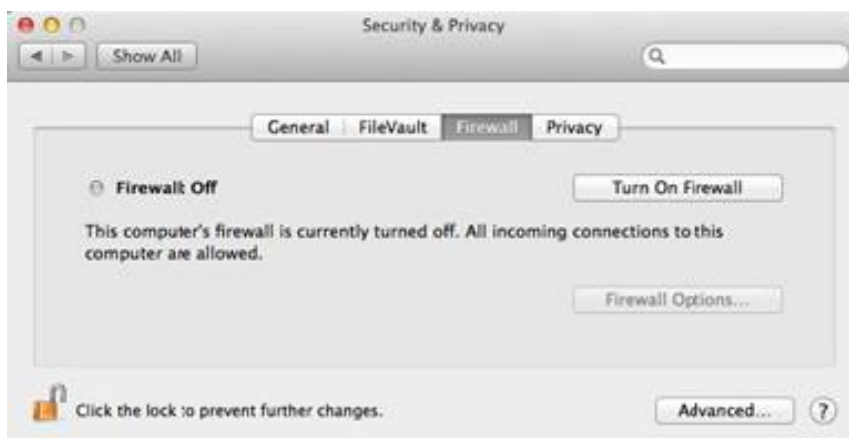 Security & Privacy
Show All
General FileVault Firewall Privacy
Firewall: Off
Turn On Firewall
This computer's firewall is currently turned off. All incoming connections to this
computer are allowed.
Firewall Options...
Click the lock to prevent further changes.
Advanced... ?